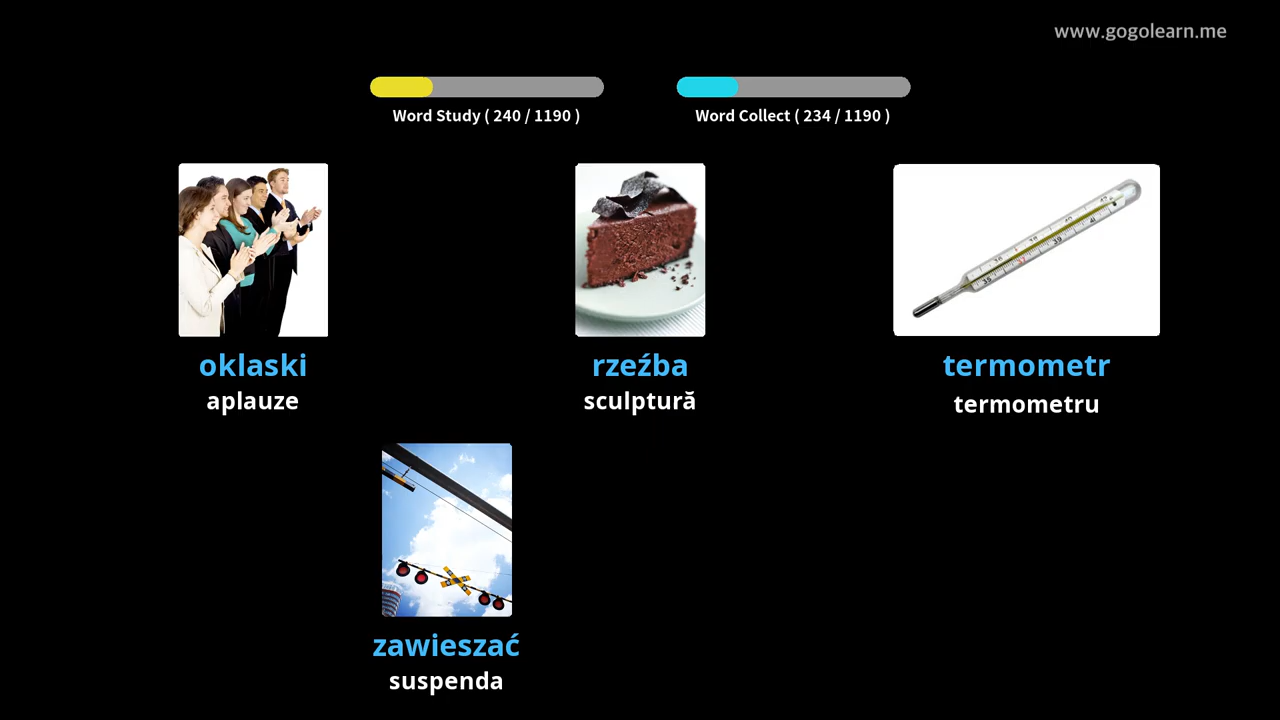 www.gogolearn.me
Word Study ( 240 / 1190 )
Word Collect ( 234 / 1190 )
oklaski
aplauze
rzeźba
sculptură
termometr
termometru
zawieszać
suspenda